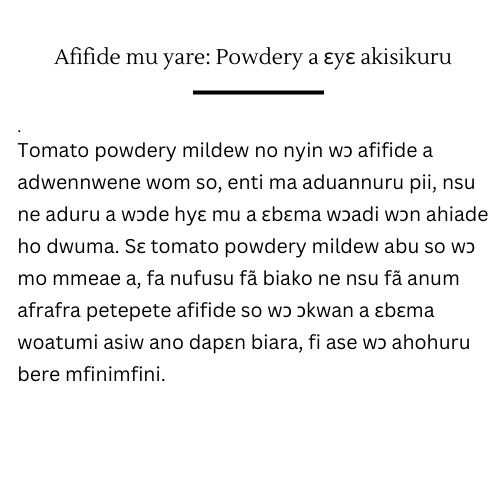 Afifide mu yare: Powdery a ɛyɛ akisikuru
.
Tomato powdery mildew no nyin wɔ afifide a
adwennwene wom so, enti ma aduannuru pii, nsu
ne aduru a wɔde hyɛ mu a ɛbɛma wɔadi wɔn ahiade
ho dwuma. Sɛ tomato powdery mildew abu so wɔ
mo mmeae a, fa nufusu fã biako ne nsu fã anum
afrafra petepete afifide so wɔ ɔkwan a ɛbɛma
woatumi asiw ano dapɛn biara, fi ase wɔ ahohuru
bere mfinimfini.